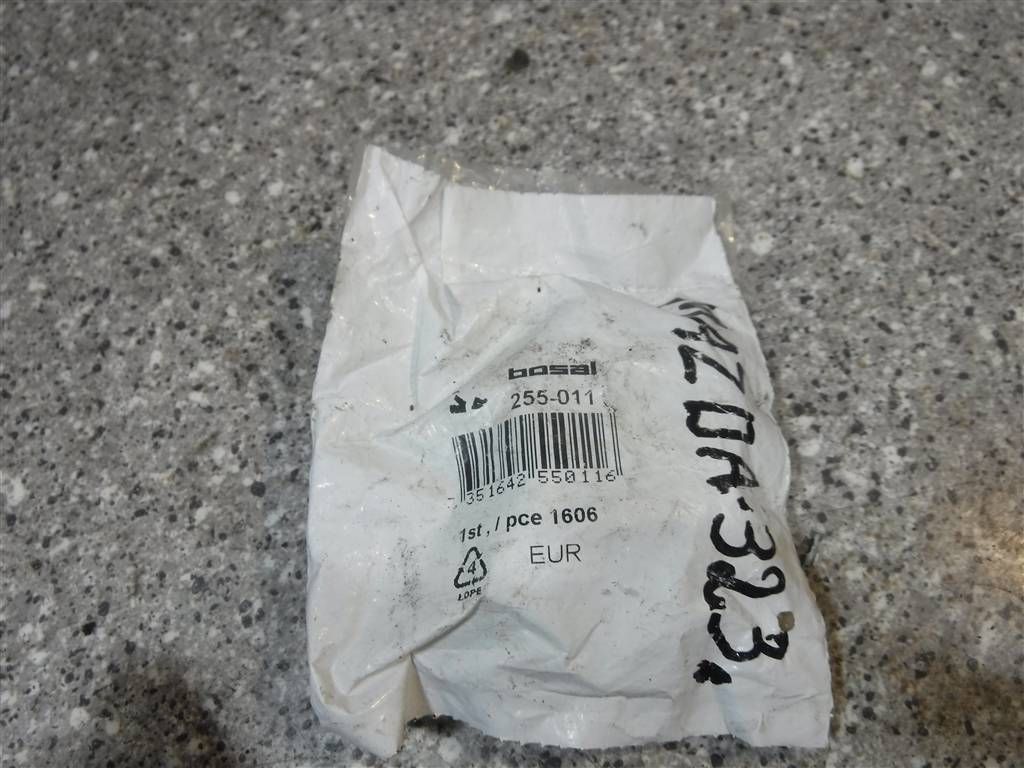 bosal
255-011
351642 550116
1st, / pce 1606
EUR
4
LDPE
MAZDA·323.